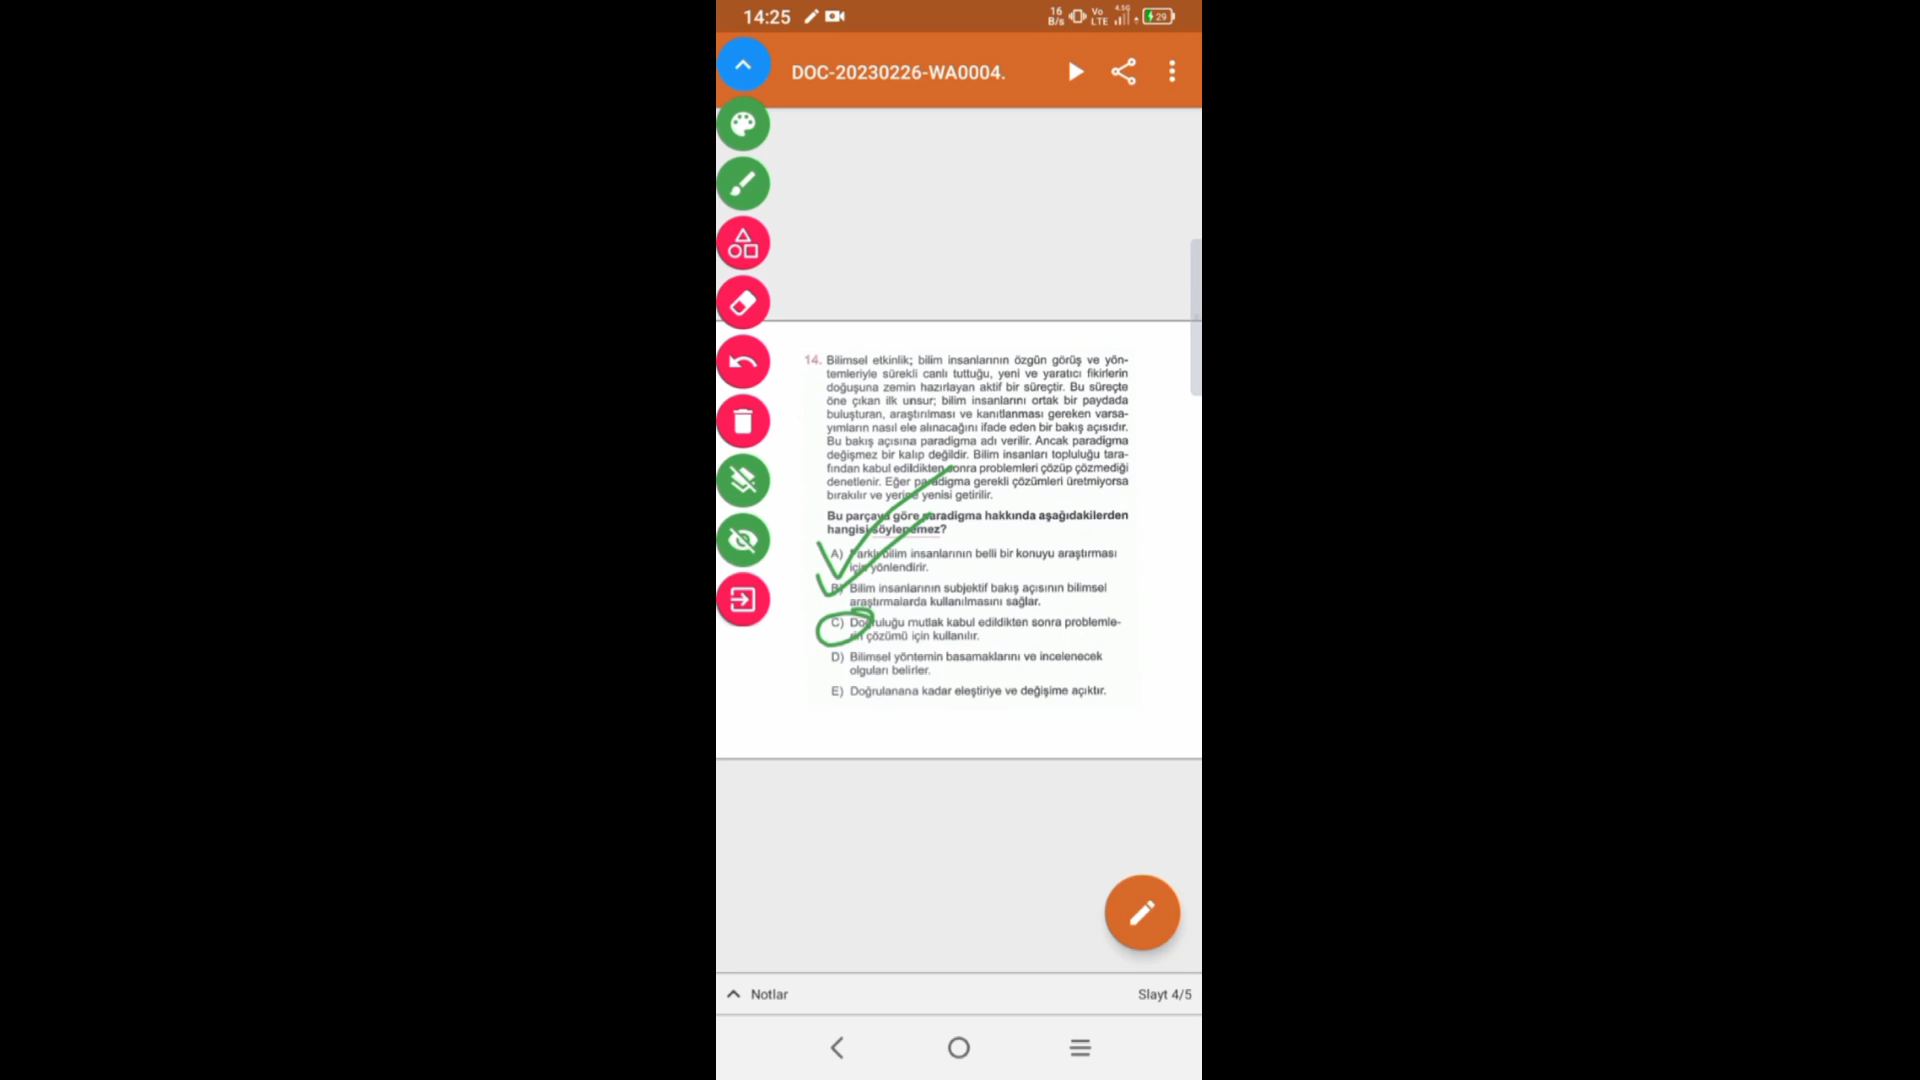 14:25
16
B/s
Vo
LTE
4.5G
29
DOC-20230226-WA0004.
14. Bilimsel etkinlik; bilim insanlarının özgün görüş ve yön-
temleriyle sürekli canlı tuttuğu, yeni ve yaratıcı fikirlerin
doğuşuna zemin hazırlayan aktif bir süreçtir. Bu süreçte
öne çıkan ilk unsur; bilim insanlarını ortak bir paydada
buluşturan, araştırılması ve kanıtlanması gereken varsa-
yımların nasıl ele alınacağını ifade eden bir bakış açısıdır.
Bu bakış açısına paradigma adı verilir. Ancak paradigma
değişmez bir kalıp değildir. Bilim insanları topluluğu tara-
fından kabul edildikten sonra problemleri çözüp çözmediği
denetlenir. Eğer paradigma gerekli çözümleri üretmiyorsa
bırakılır ve yerine yenisi getirilir.
Bu parçaya göre paradigma hakkında aşağıdakilerden
hangisi söylenemez?
A) Farklı bilim insanlarının belli bir konuyu araştırması
için yönlendirir.
B) Bilim insanlarının subjektif bakış açısının bilimsel
araştırmalarda kullanılmasını sağlar.
C) Doğruluğu mutlak kabul edildikten sonra problemle-
rin çözümü için kullanılır.
D) Bilimsel yöntemin basamaklarını ve incelenecek
olguları belirler.
E) Doğrulanana kadar eleştiriye ve değişime açıktır.
Notlar
Slayt 4/5